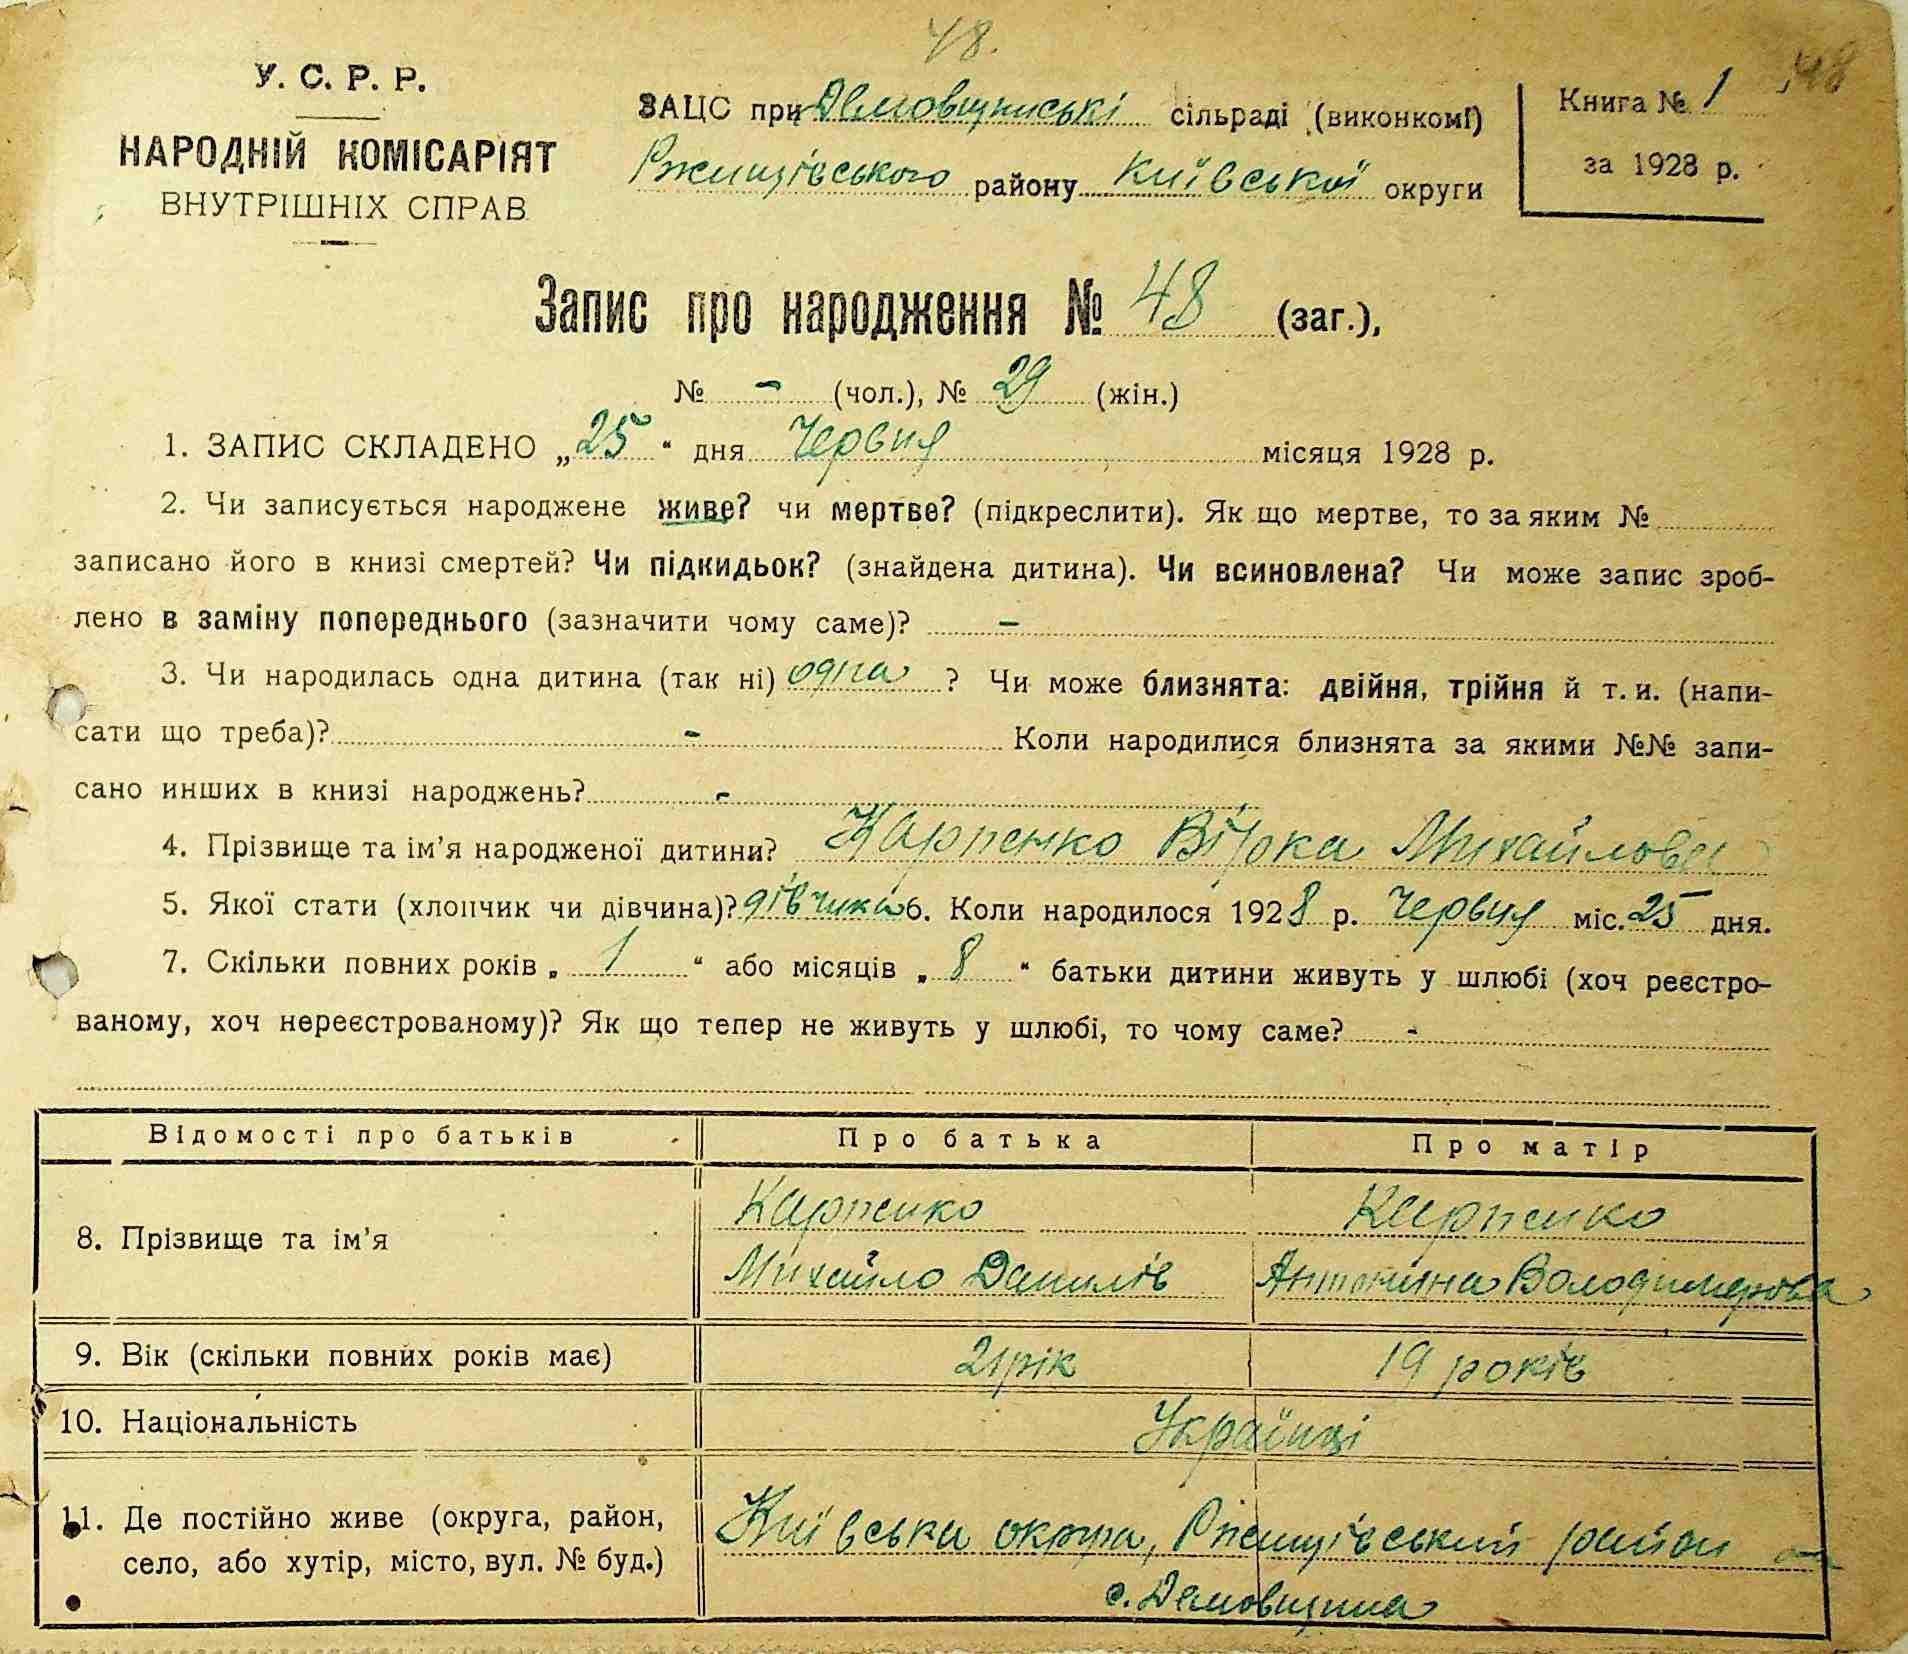 48.
48
У. С. Р. Р.
НАРОДНІЙ КОМІСАРІЯТ
ВНУТРІШНІХ СПРАВ
ЗАЦС при Демовщинські сільраді (виконкомі)
Ржищівського району Київської округи
Книга № 1
за 1928 р.
Запис про народження № 48 (заг.),
№ - (чол.), № 29 (жін.)
1. ЗАПИС СКЛАДЕНО „25“ дня Червня місяця 1928 р.
2. Чи записується народжене живе? чи мертве? (підкреслити). Як що мертве, то за яким №
записано його в книзі смертей? Чи підкидьок? (знайдена дитина). Чи всиновлена? Чи може запис зроб-
лено в заміну попереднього (зазначити чому саме)? -
3. Чи народилась одна дитина (так ні) одна ? Чи може близнята: двійня, трійня й т. и. (напи-
сати що треба)? - Коли народилися близнята за якими №№ запи-
сано инших в книзі народжень? -
4. Прізвище та ім’я народженої дитини? Карпенко Вірка Михайлова
5. Якої стати (хлопчик чи дівчина)? дівчинка 6. Коли народилося 1928 р. Червня міс. 25 дня.
7. Скільки повних років „ 1 “ або місяців „ 8 “ батьки дитини живуть у шлюбі (хоч реєстро-
ваному, хоч нереєстрованому)? Як що тепер не живуть у шлюбі, то чому саме? -
Відомості про батьків Про батька Про матір
8. Прізвище та ім’я Карпенко Карпенко
Михайло Данилів Антонина Володимерова
9. Вік (скільки повних років має) 21 рік 19 років
10. Національність Українці
11. Де постійно живе (округа, район, Київська округа, Ржищівський район
село, або хутір, місто, вул. № буд.) с. Демовщина